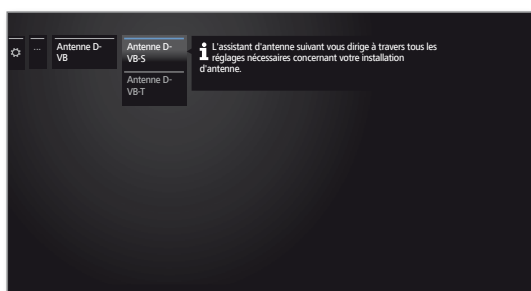 ...
Antenne D-
VB
Antenne D-
VB-S
Antenne D-
VB-T
L'assistant d'antenne suivant vous dirige à travers tous les
réglages nécessaires concernant votre installation
d'antenne.